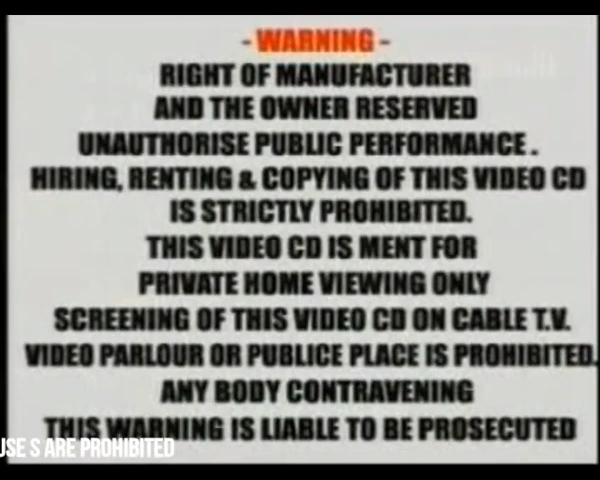 - WARNING -
RIGHT OF MANUFACTURER
AND THE OWNER RESERVED
UNAUTHORISE PUBLIC PERFORMANCE .
HIRING, RENTING & COPYING OF THIS VIDEO CD
IS STRICTLY PROHIBITED.
THIS VIDEO CD IS MENT FOR
PRIVATE HOME VIEWING ONLY
SCREENING OF THIS VIDEO CD ON CABLE T.V.
VIDEO PARLOUR OR PUBLICE PLACE IS PROHIBITED.
ANY BODY CONTRAVENING
THIS WARNING IS LIABLE TO BE PROSECUTED
USE S ARE PROHIBITED